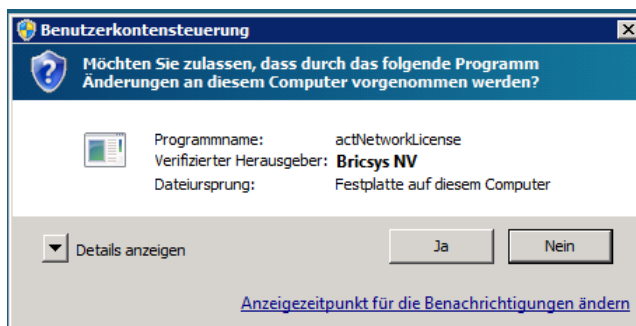 Benutzerkontensteuerung
Möchten Sie zulassen, dass durch das folgende Programm
Änderungen an diesem Computer vorgenommen werden?
Programmname: actNetworkLicense
Verifizierter Herausgeber: Bricsys NV
Dateiursprung: Festplatte auf diesem Computer
Details anzeigen Ja Nein
Anzeigezeitpunkt für die Benachrichtigungen ändern